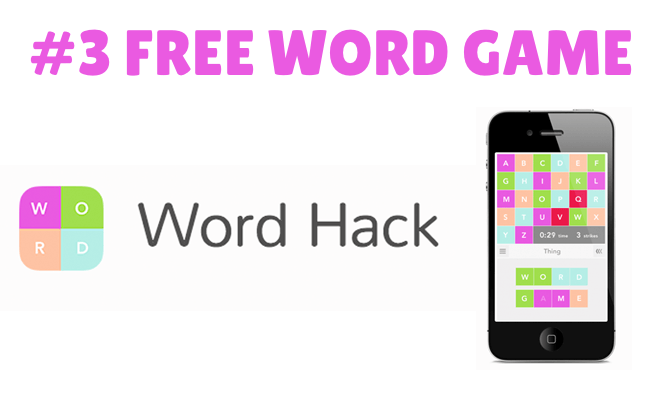 #3 FREE WORD GAME
W O
R D
Word Hack
A B C D E F
G H I J K L
M N O P Q R
S T U V W X
Y Z 0:29 time 3 strikes
Thing
W O R D
G A M E